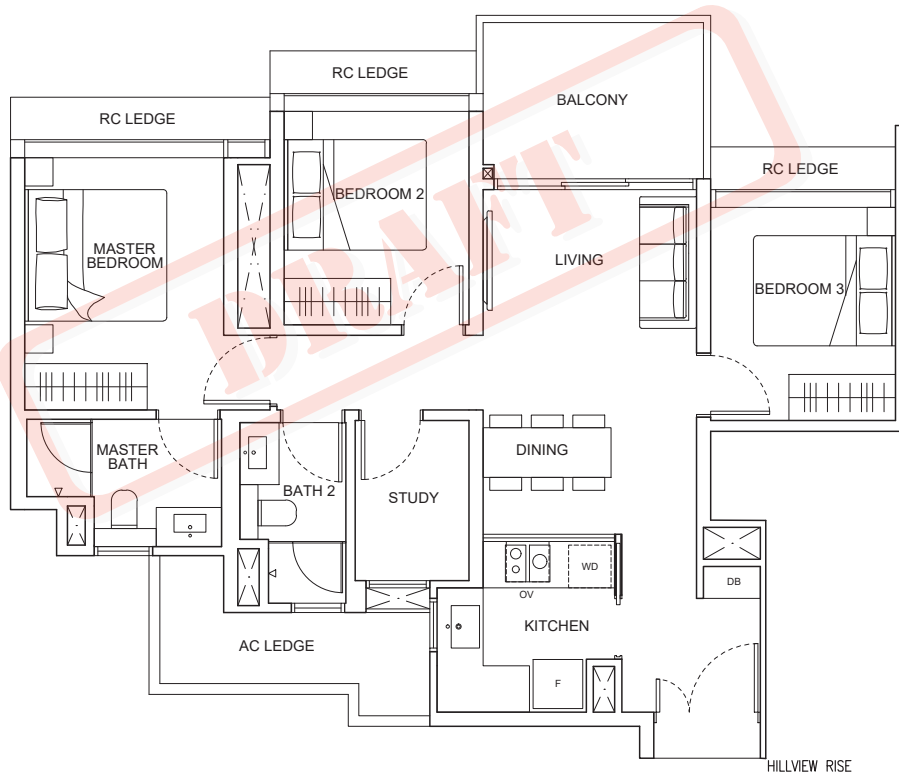 RC LEDGE
BALCONY
RC LEDGE
RC LEDGE
BEDROOM 2
MASTER
BEDROOM
LIVING
BEDROOM 3
DRAFT
MASTER
BATH
DINING
BATH 2
STUDY
WD
DB
OV
KITCHEN
AC LEDGE
F
HILLVIEW RISE